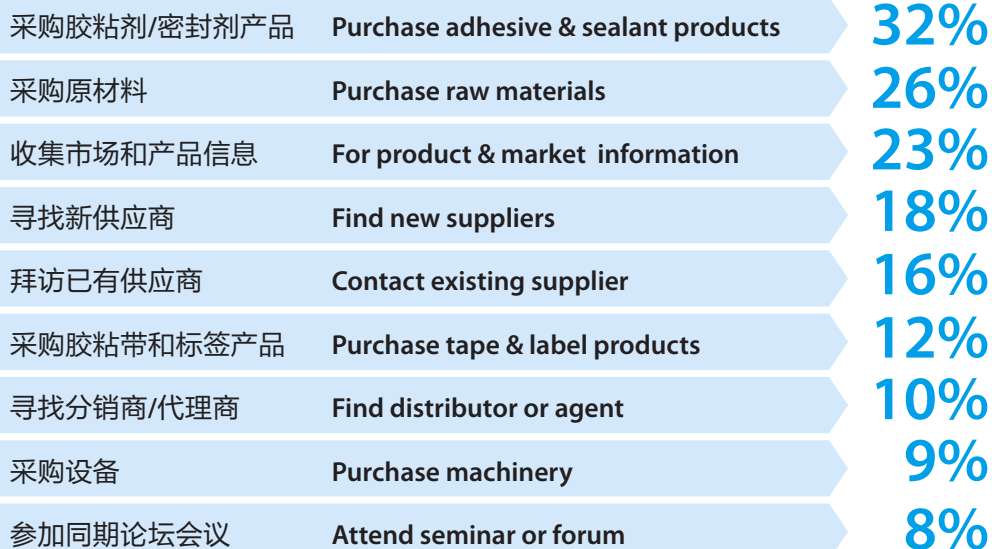 采购胶粘剂/密封剂产品 Purchase adhesive & sealant products 32%
采购原材料 Purchase raw materials 26%
收集市场和产品信息 For product & market information 23%
寻找新供应商 Find new suppliers 18%
拜访已有供应商 Contact existing supplier 16%
采购胶粘带和标签产品 Purchase tape & label products 12%
寻找分销商/代理商 Find distributor or agent 10%
采购设备 Purchase machinery 9%
参加同期论坛会议 Attend seminar or forum 8%